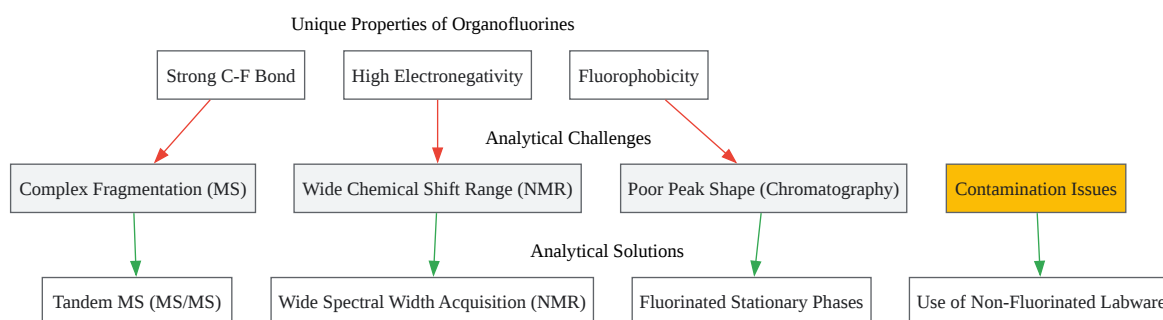 Unique Properties of Organofluorines
Strong C-F Bond
High Electronegativity
Fluorophobicity
Analytical Challenges
Complex Fragmentation (MS)
Wide Chemical Shift Range (NMR)
Poor Peak Shape (Chromatography)
Contamination Issues
Analytical Solutions
Tandem MS (MS/MS)
Wide Spectral Width Acquisition (NMR)
Fluorinated Stationary Phases
Use of Non-Fluorinated Labware